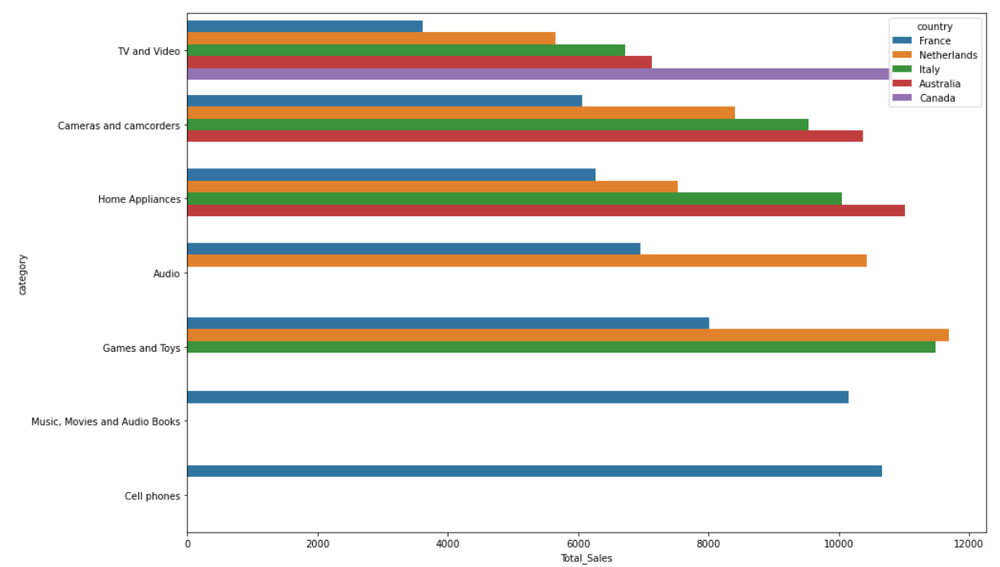 country
France
Netherlands
Italy
Australia
Canada
TV and Video
Cameras and camcorders
Home Appliances
Audio
Games and Toys
Music, Movies and Audio Books
Cell phones
category
0 2000 4000 6000 8000 10000 12000
Total_Sales